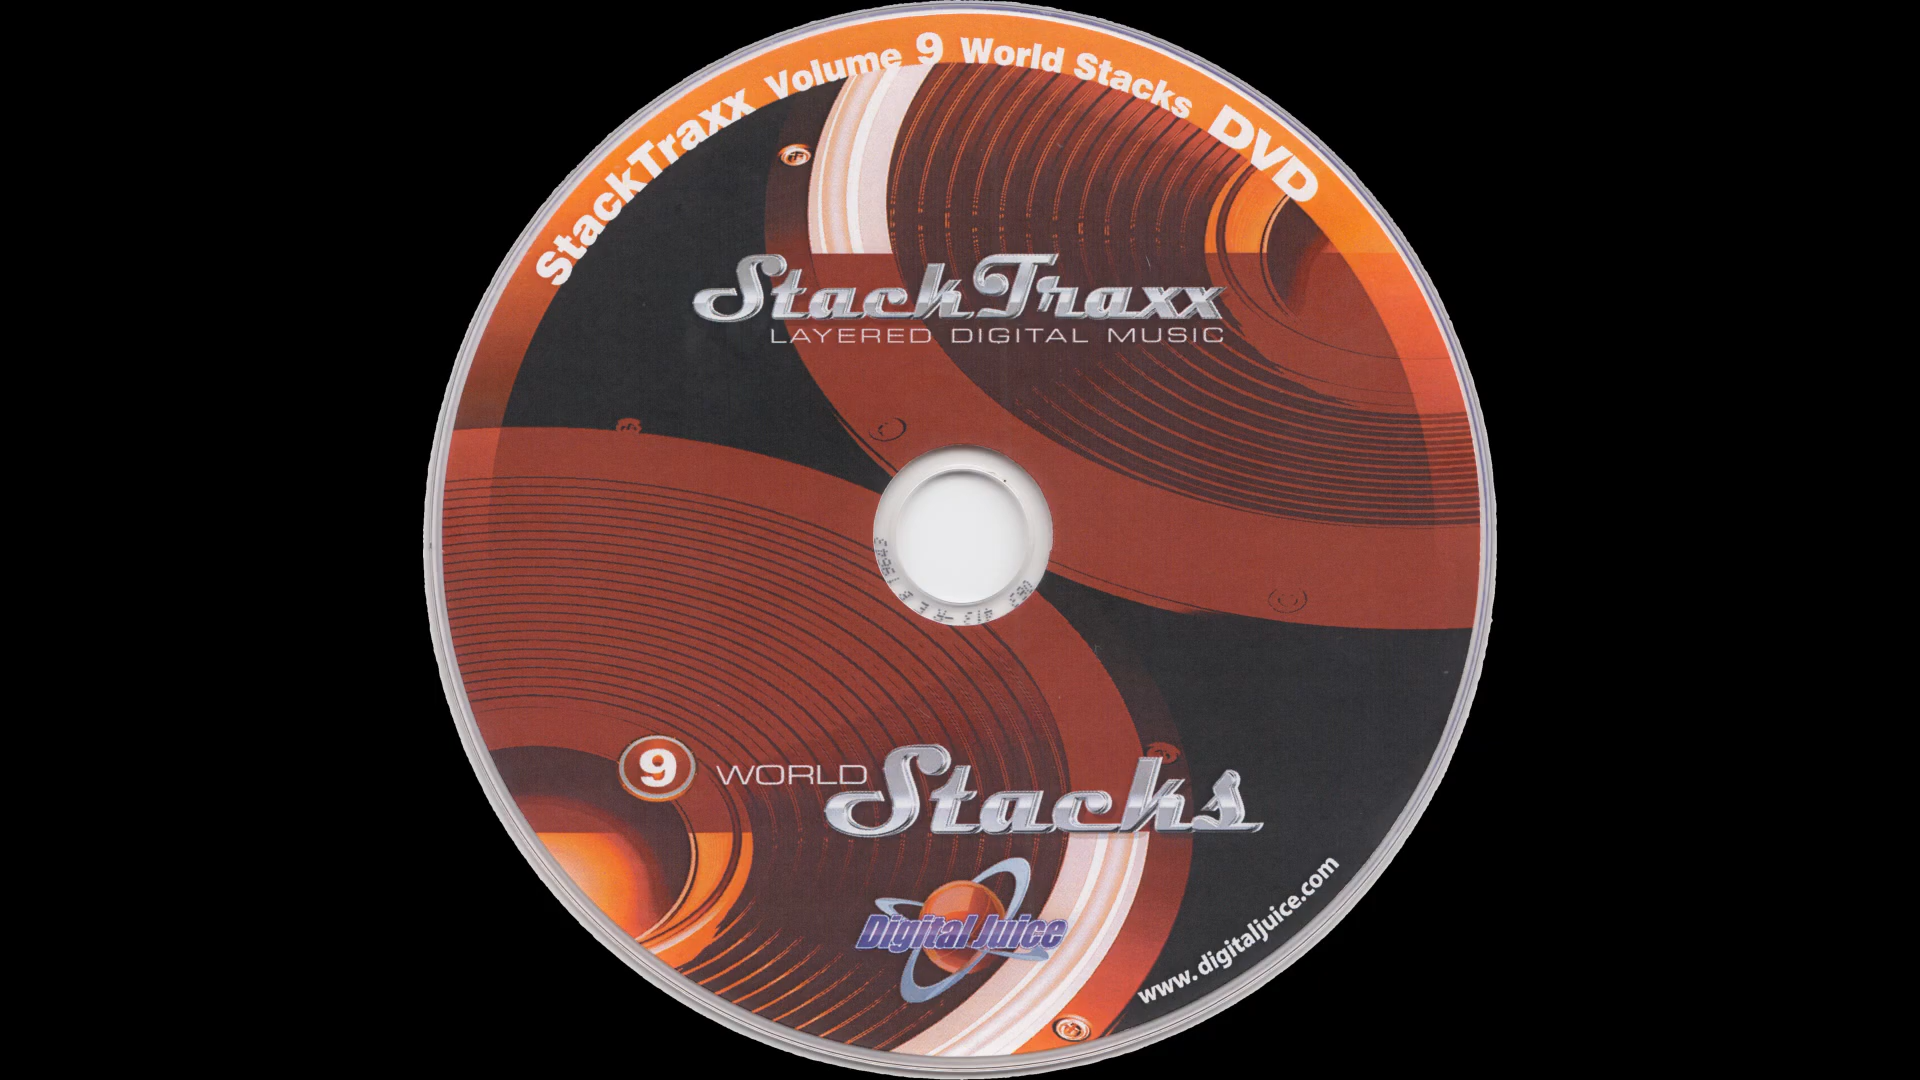 StackTraxx Volume 9 World Stacks DVD
StackTraxx
LAYERED DIGITAL MUSIC
9 WORLD Stacks
Digital Juice
www.digitaljuice.com